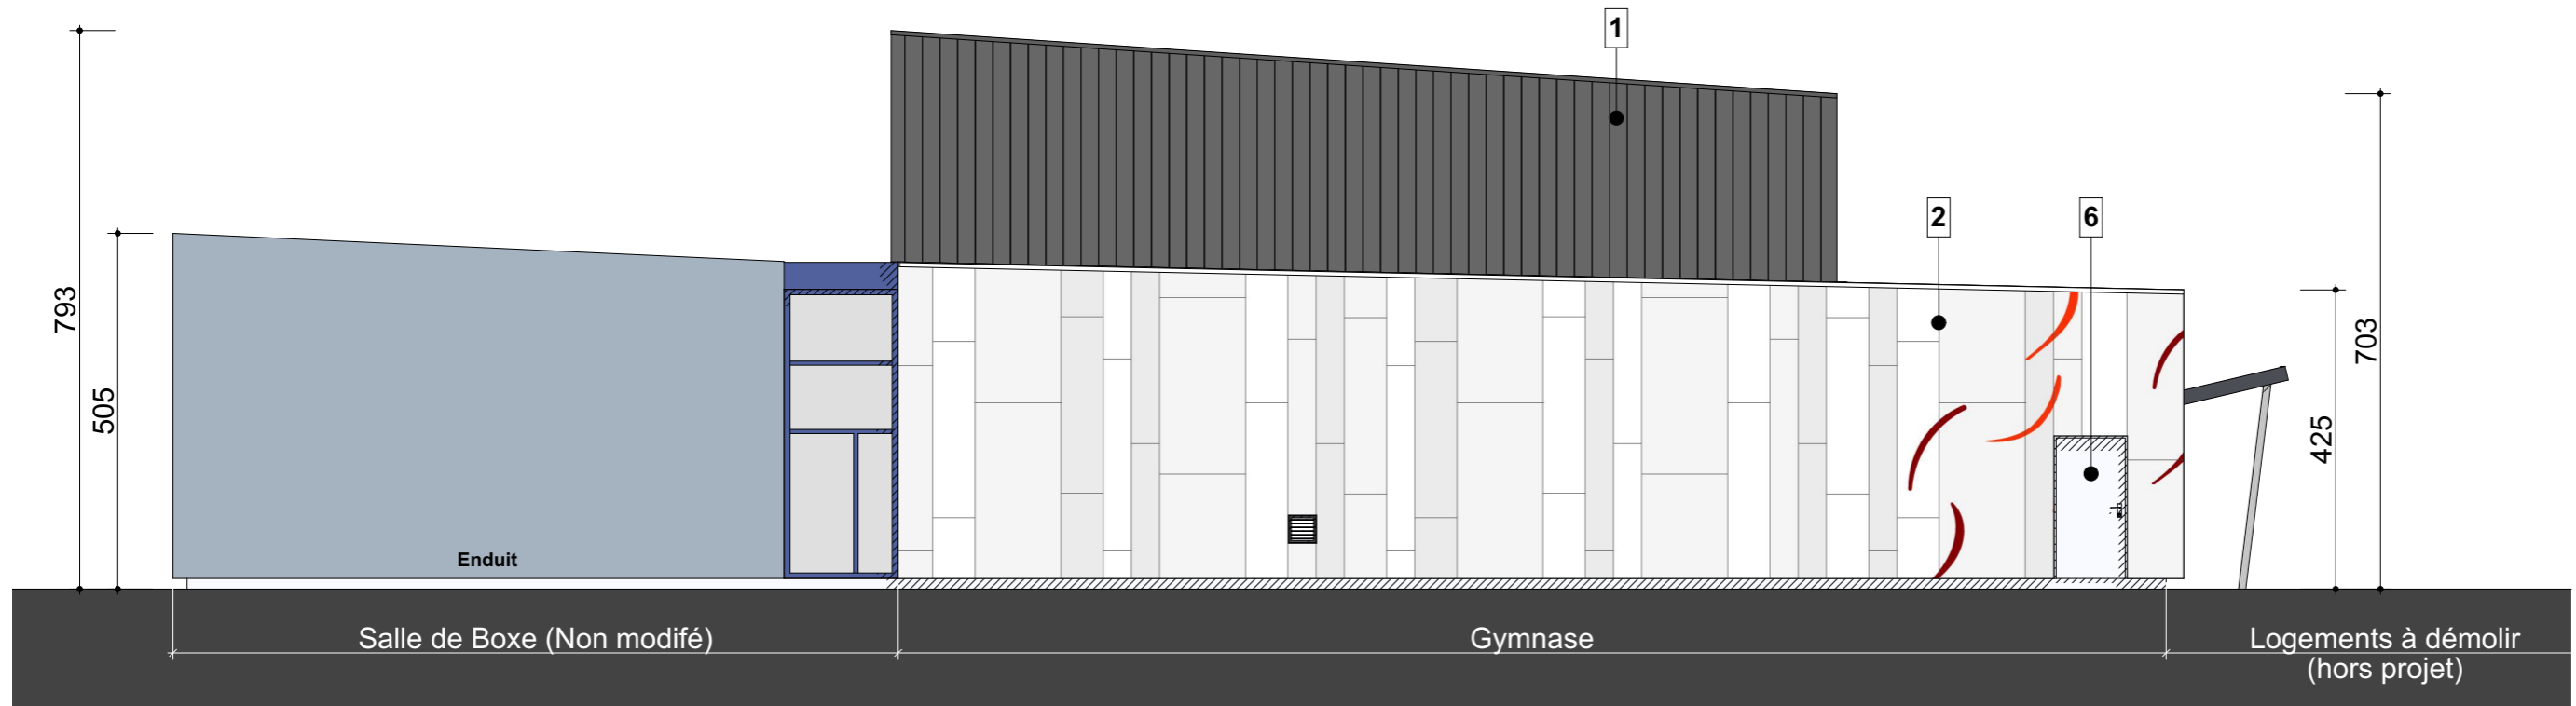 1
2
6
793
505
703
425
Enduit
Salle de Boxe (Non modifé)
Gymnase
Logements à démolir
(hors projet)